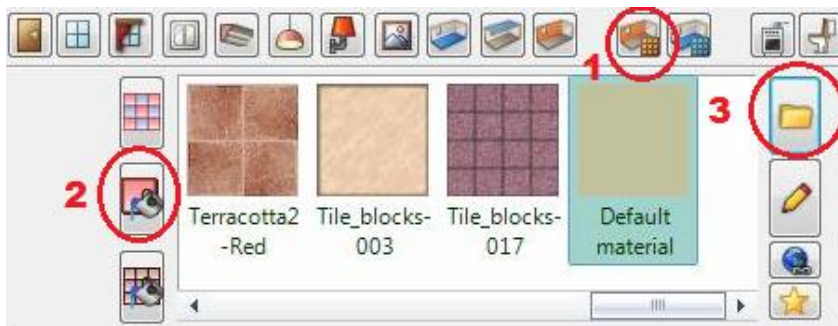 1
2
3
Terracotta2
-Red
Tile_blocks-
003
Tile_blocks-
017
Default
material